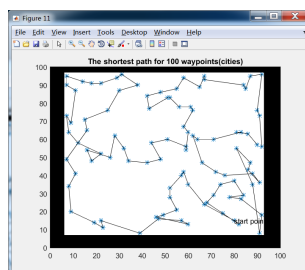 Figure 11
File Edit View Insert Tools Desktop Window Help
The shortest path for 100 waypoints(cities)
100
90
80
70
60
50
40
30
20
10
0
start poin
0 10 20 30 40 50 60 70 80 90 100